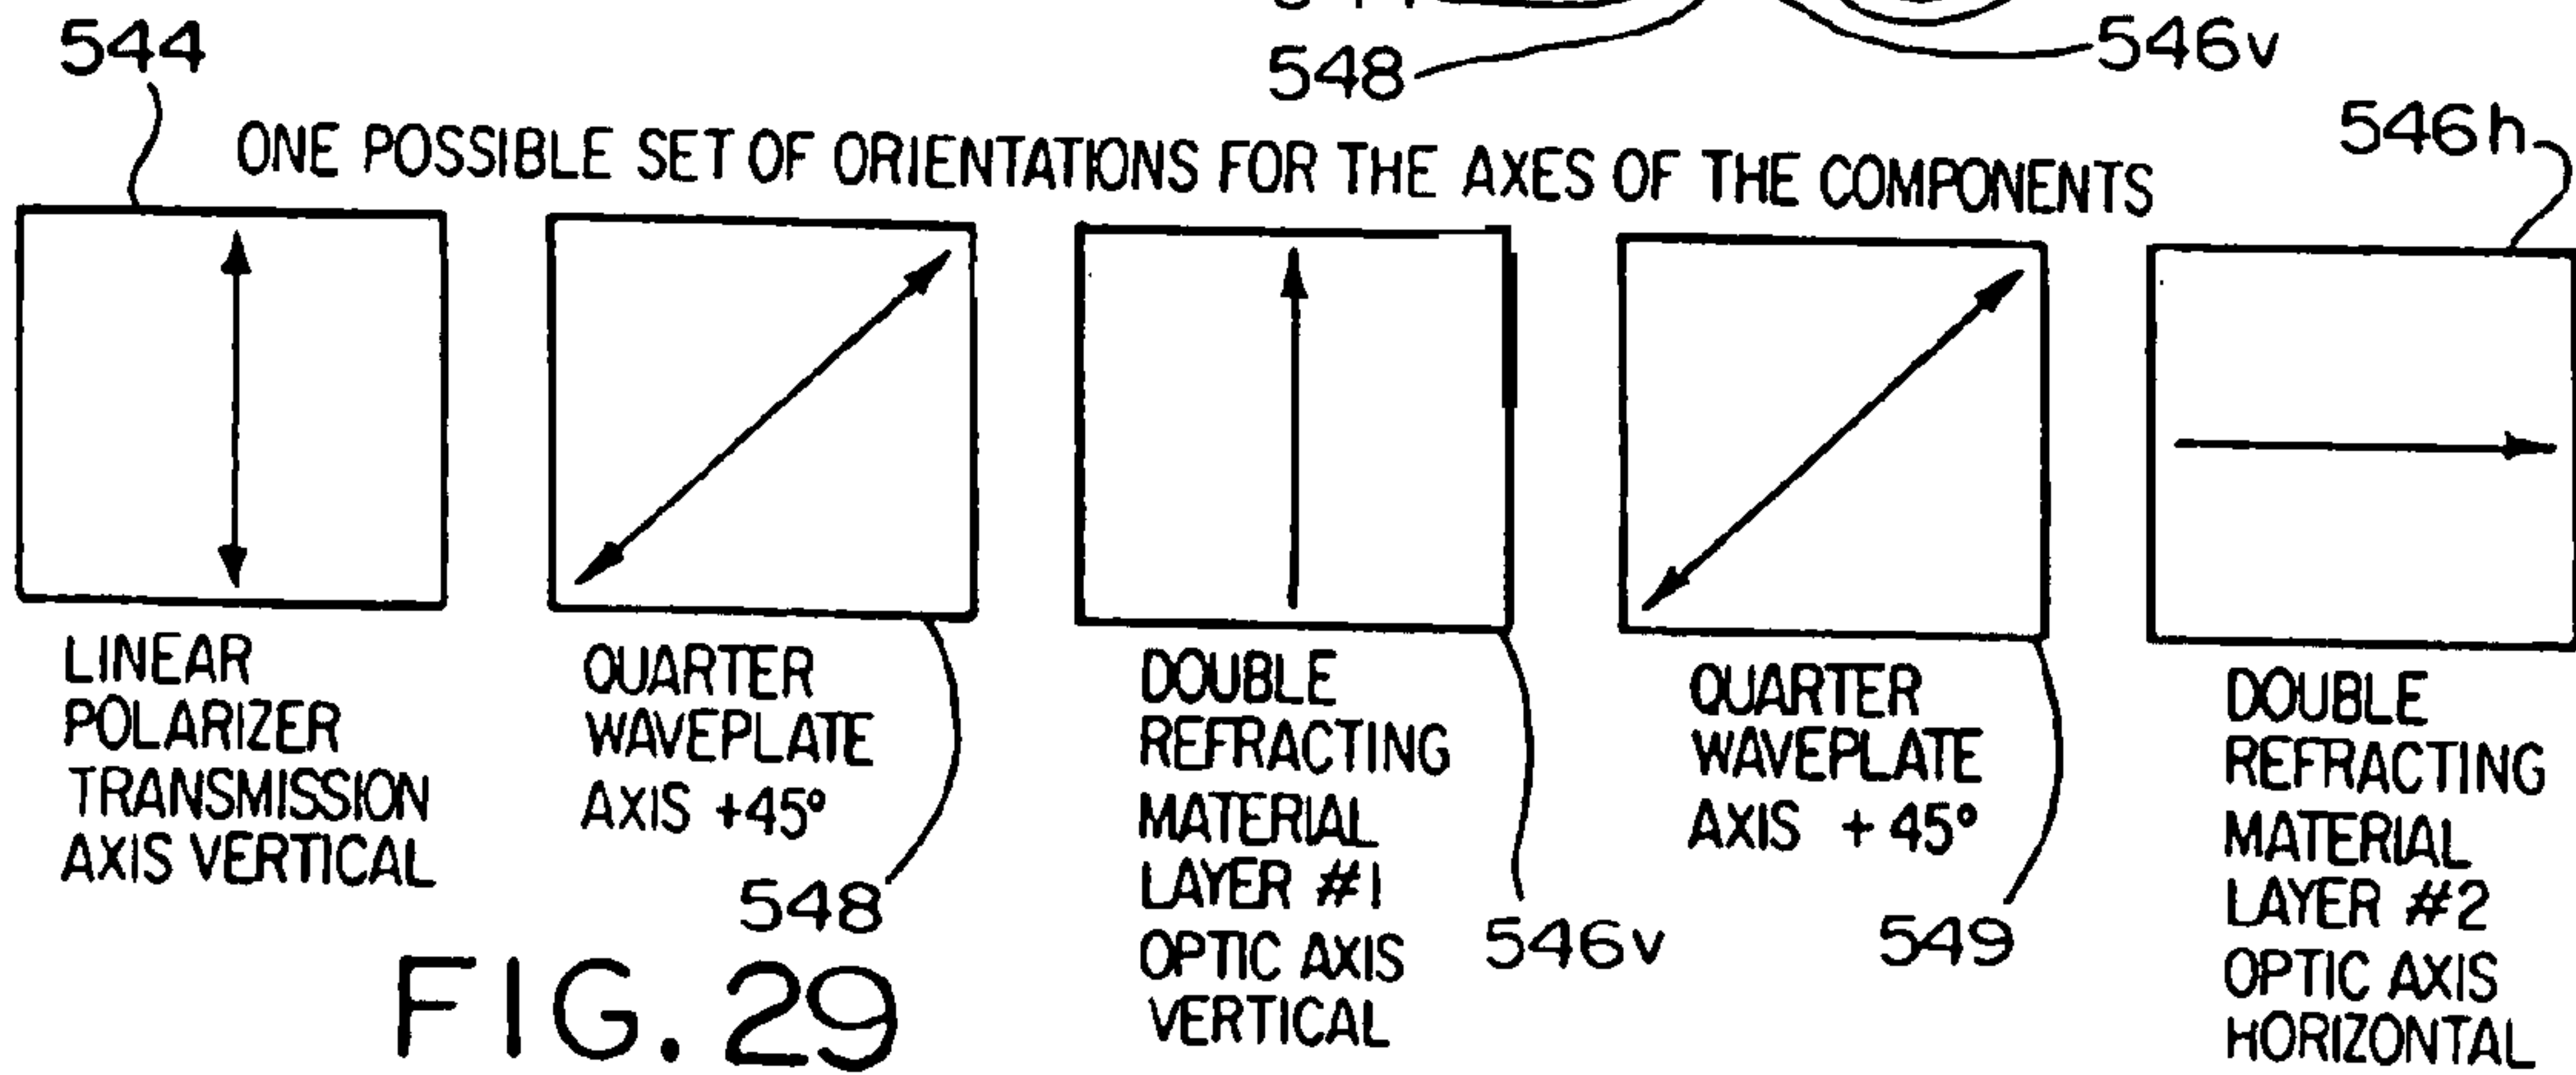 544
548
546v
546h
ONE POSSIBLE SET OF ORIENTATIONS FOR THE AXES OF THE COMPONENTS
LINEAR
POLARIZER
TRANSMISSION
AXIS VERTICAL
QUARTER
WAVEPLATE
AXIS +45°
548
DOUBLE
REFRACTING
MATERIAL
LAYER #1
OPTIC AXIS
VERTICAL
546v
QUARTER
WAVEPLATE
AXIS + 45°
549
DOUBLE
REFRACTING
MATERIAL
LAYER #2
OPTIC AXIS
HORIZONTAL
FIG. 29